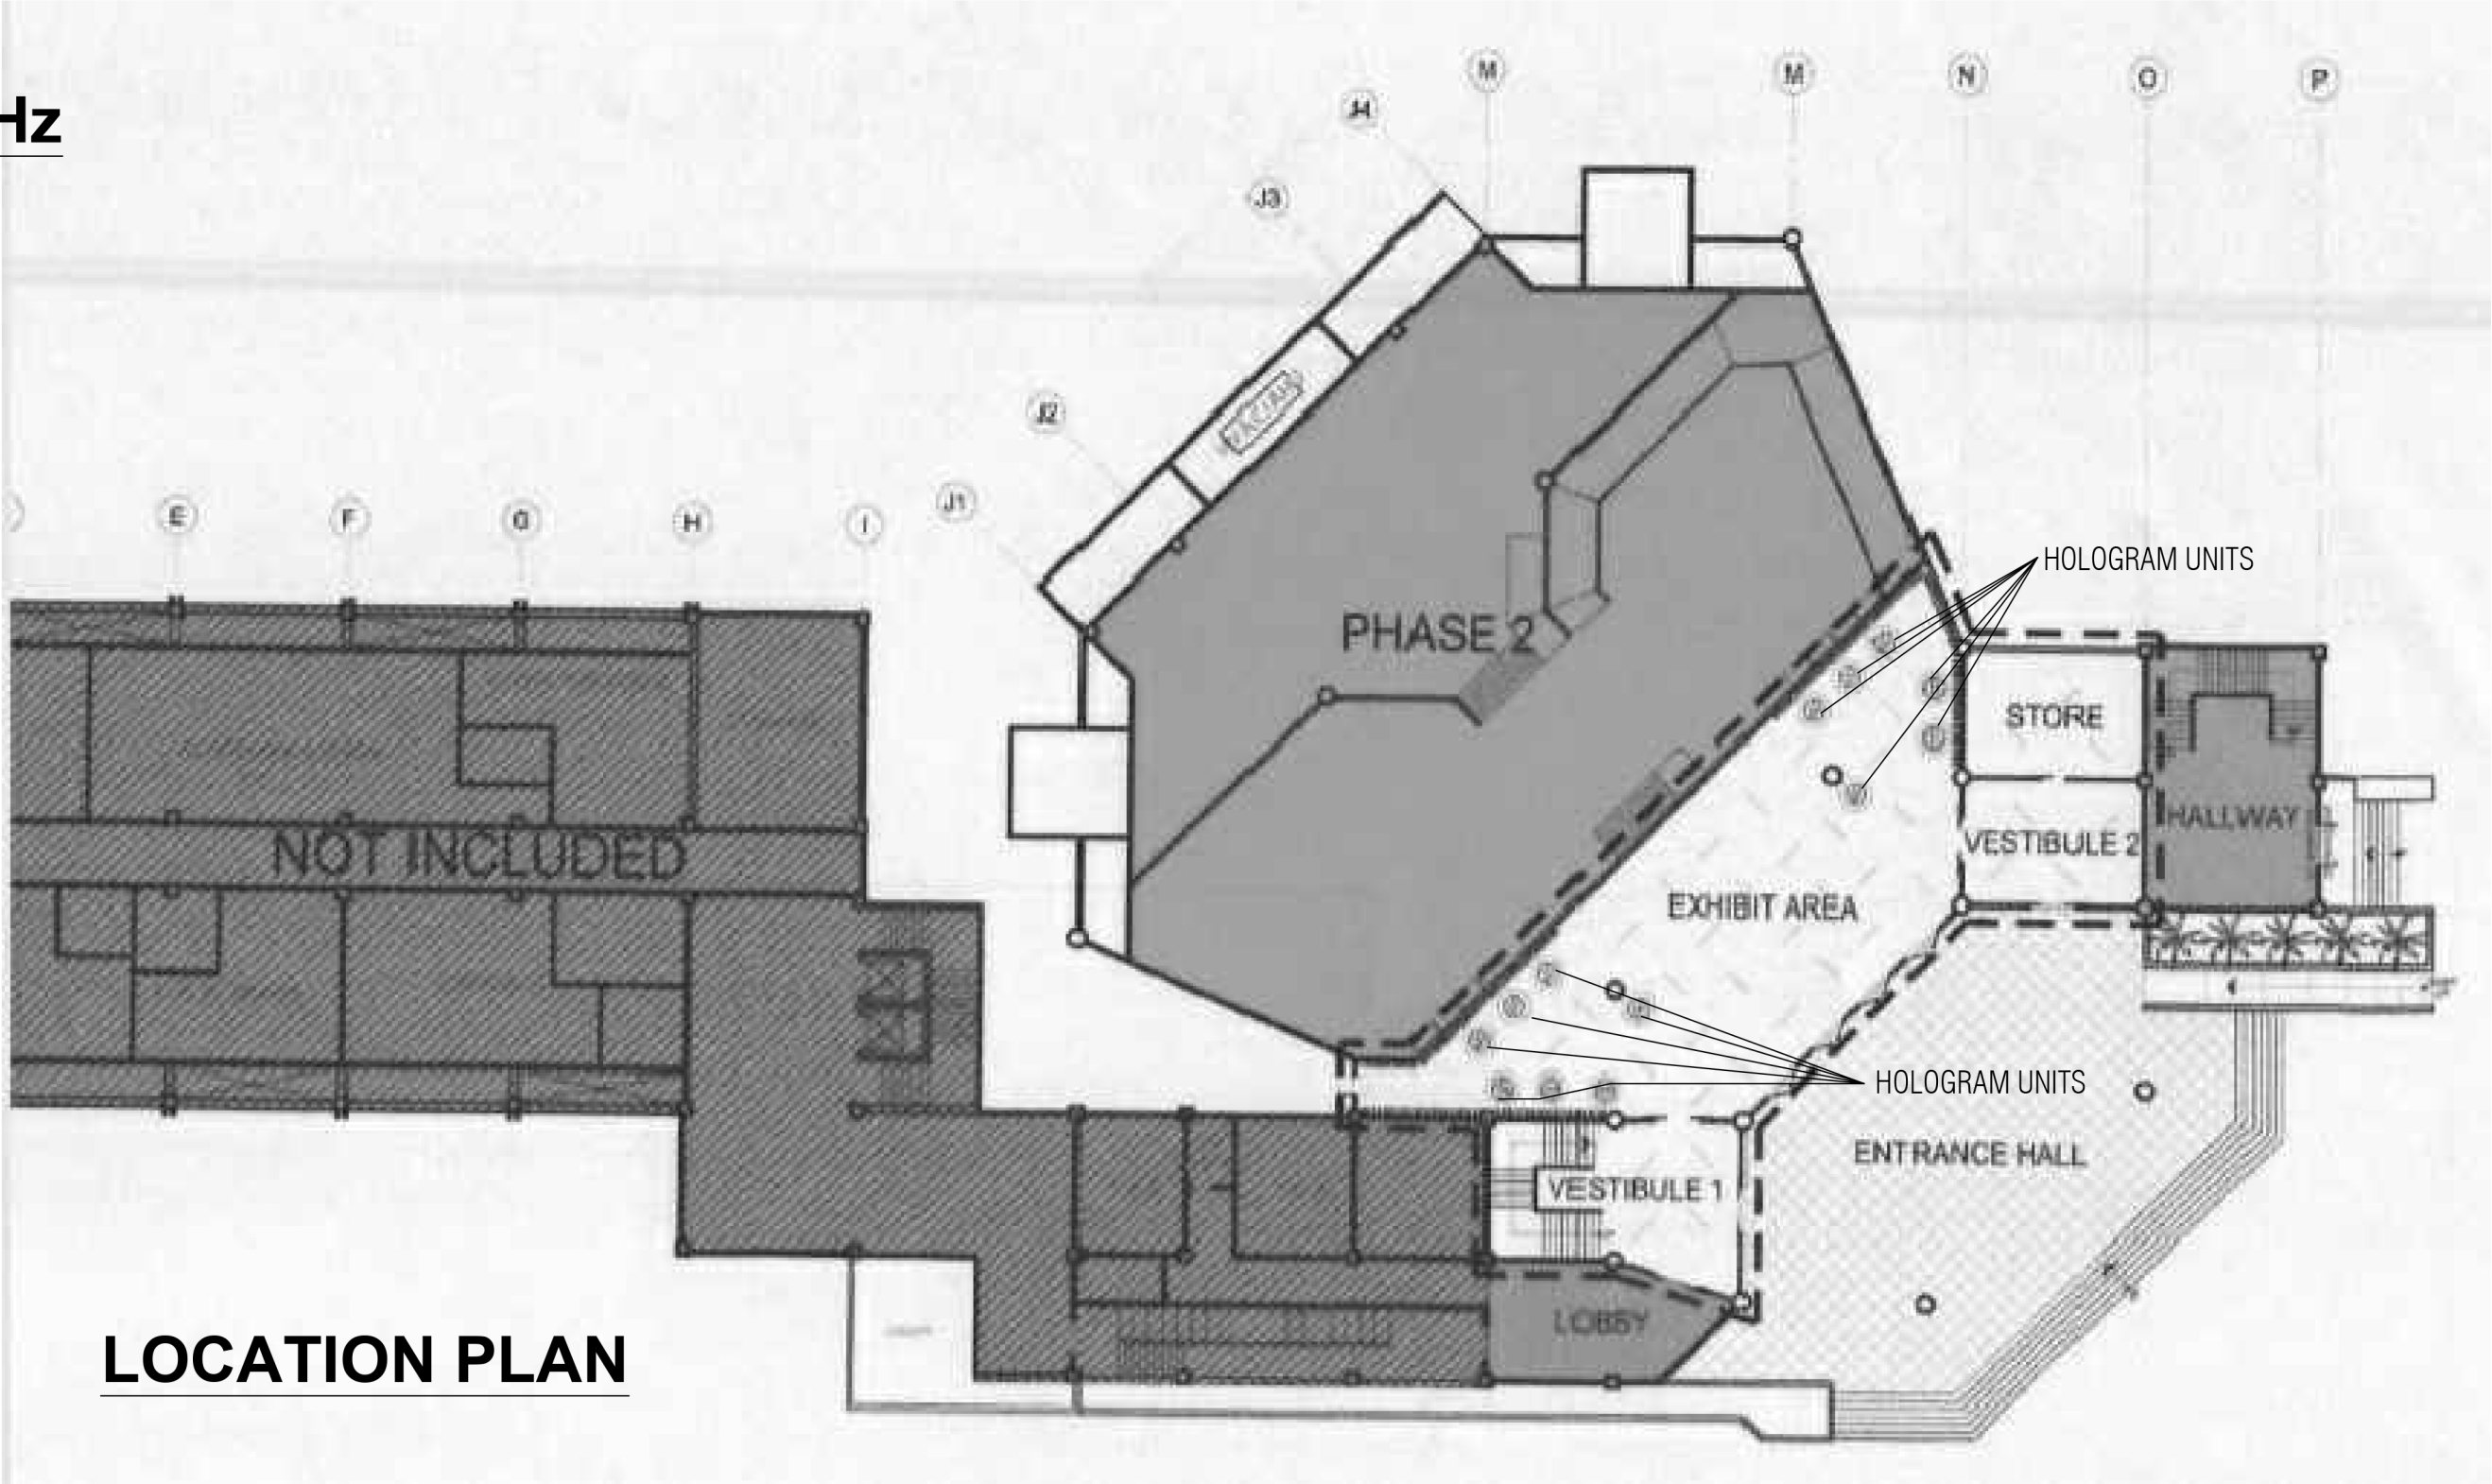 Hz
M
M
N
O
P
J4
J3
J2
J1
E
F
G
H
I
HOLOGRAM UNITS
PHASE 2
STORE
HALLWAY
VESTIBULE 2
NOT INCLUDED
EXHIBIT AREA
HOLOGRAM UNITS
ENTRANCE HALL
VESTIBULE 1
LOBBY
LOCATION PLAN